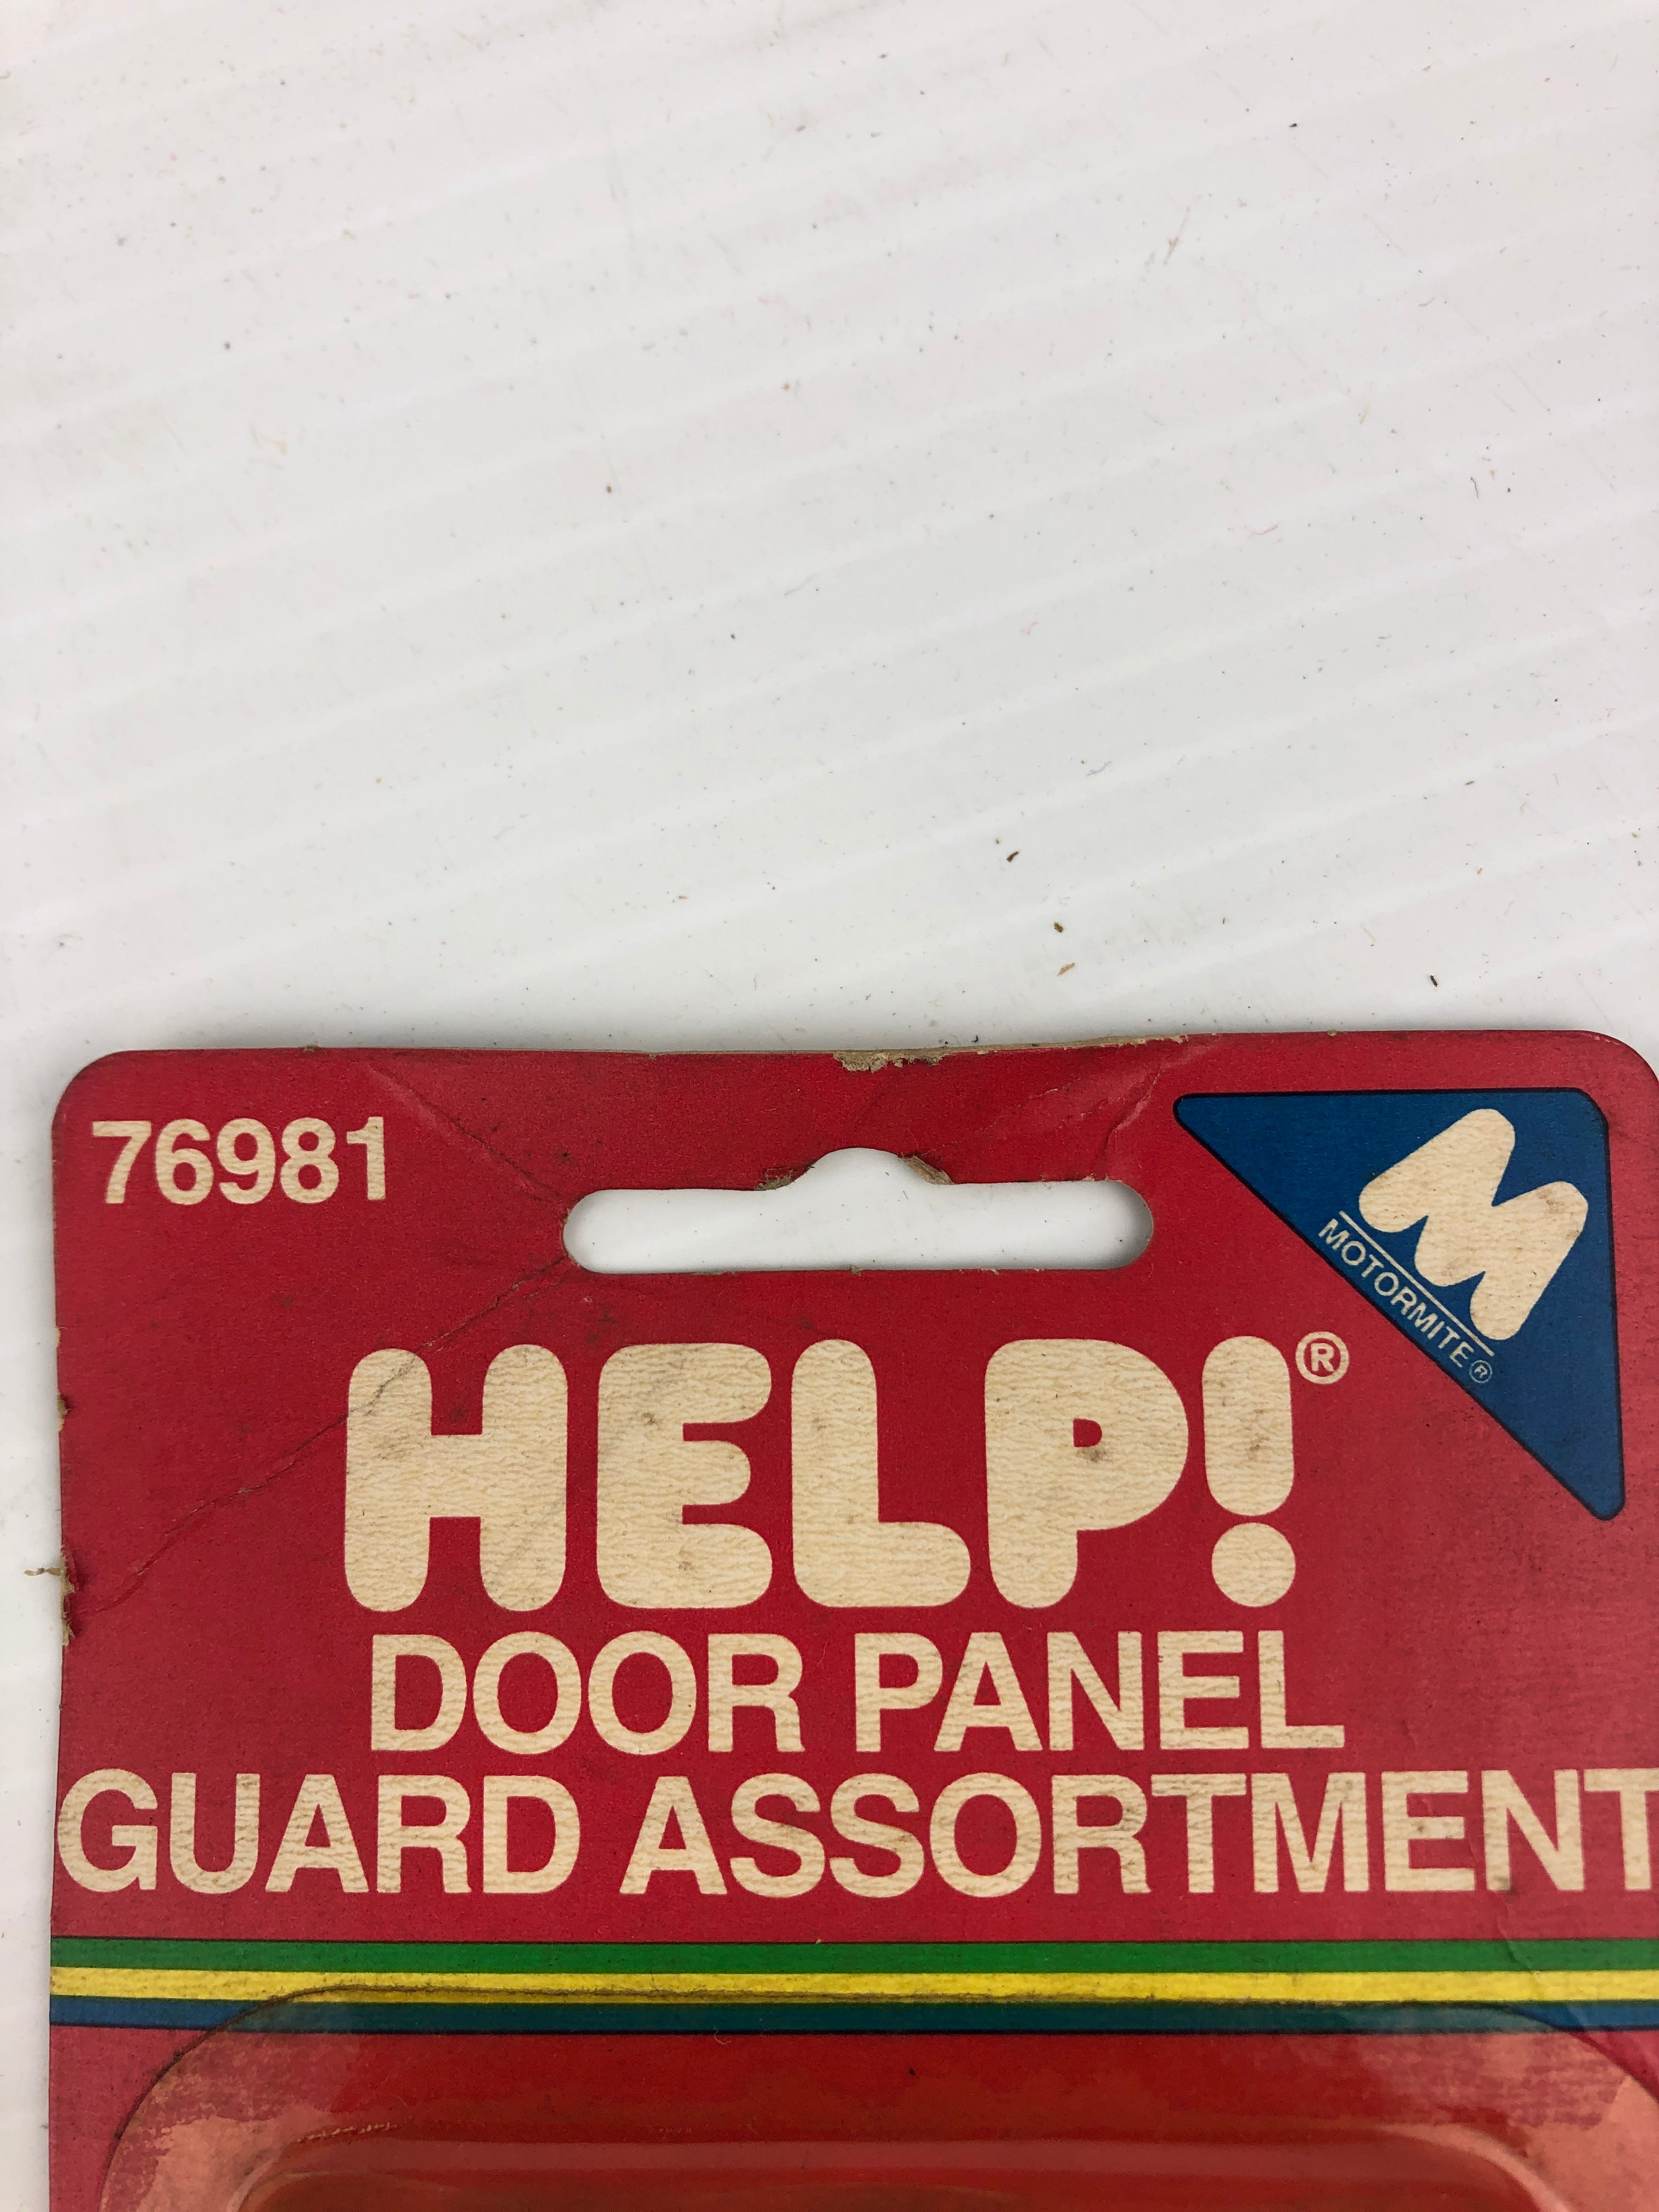 76981
M
MOTORMITE®
HELP!®
DOOR PANEL
GUARD ASSORTMENT